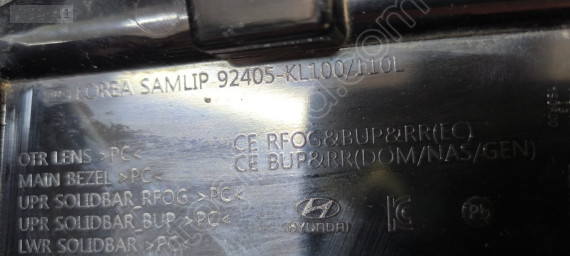 KOREA SAMLIP 92405-KL100/110L
CE RFOG&BUP&RR(EC)
CE BUP&RR(DOM/NAS/GEN)
OTR LENS >PC<
MAIN BEZEL >PC<
UPR SOLIDBAR_RFOG >PC<
UPR SOLIDBAR_BUP >PC<
LWR SOLIDBAR >PC<
HYUNDAI